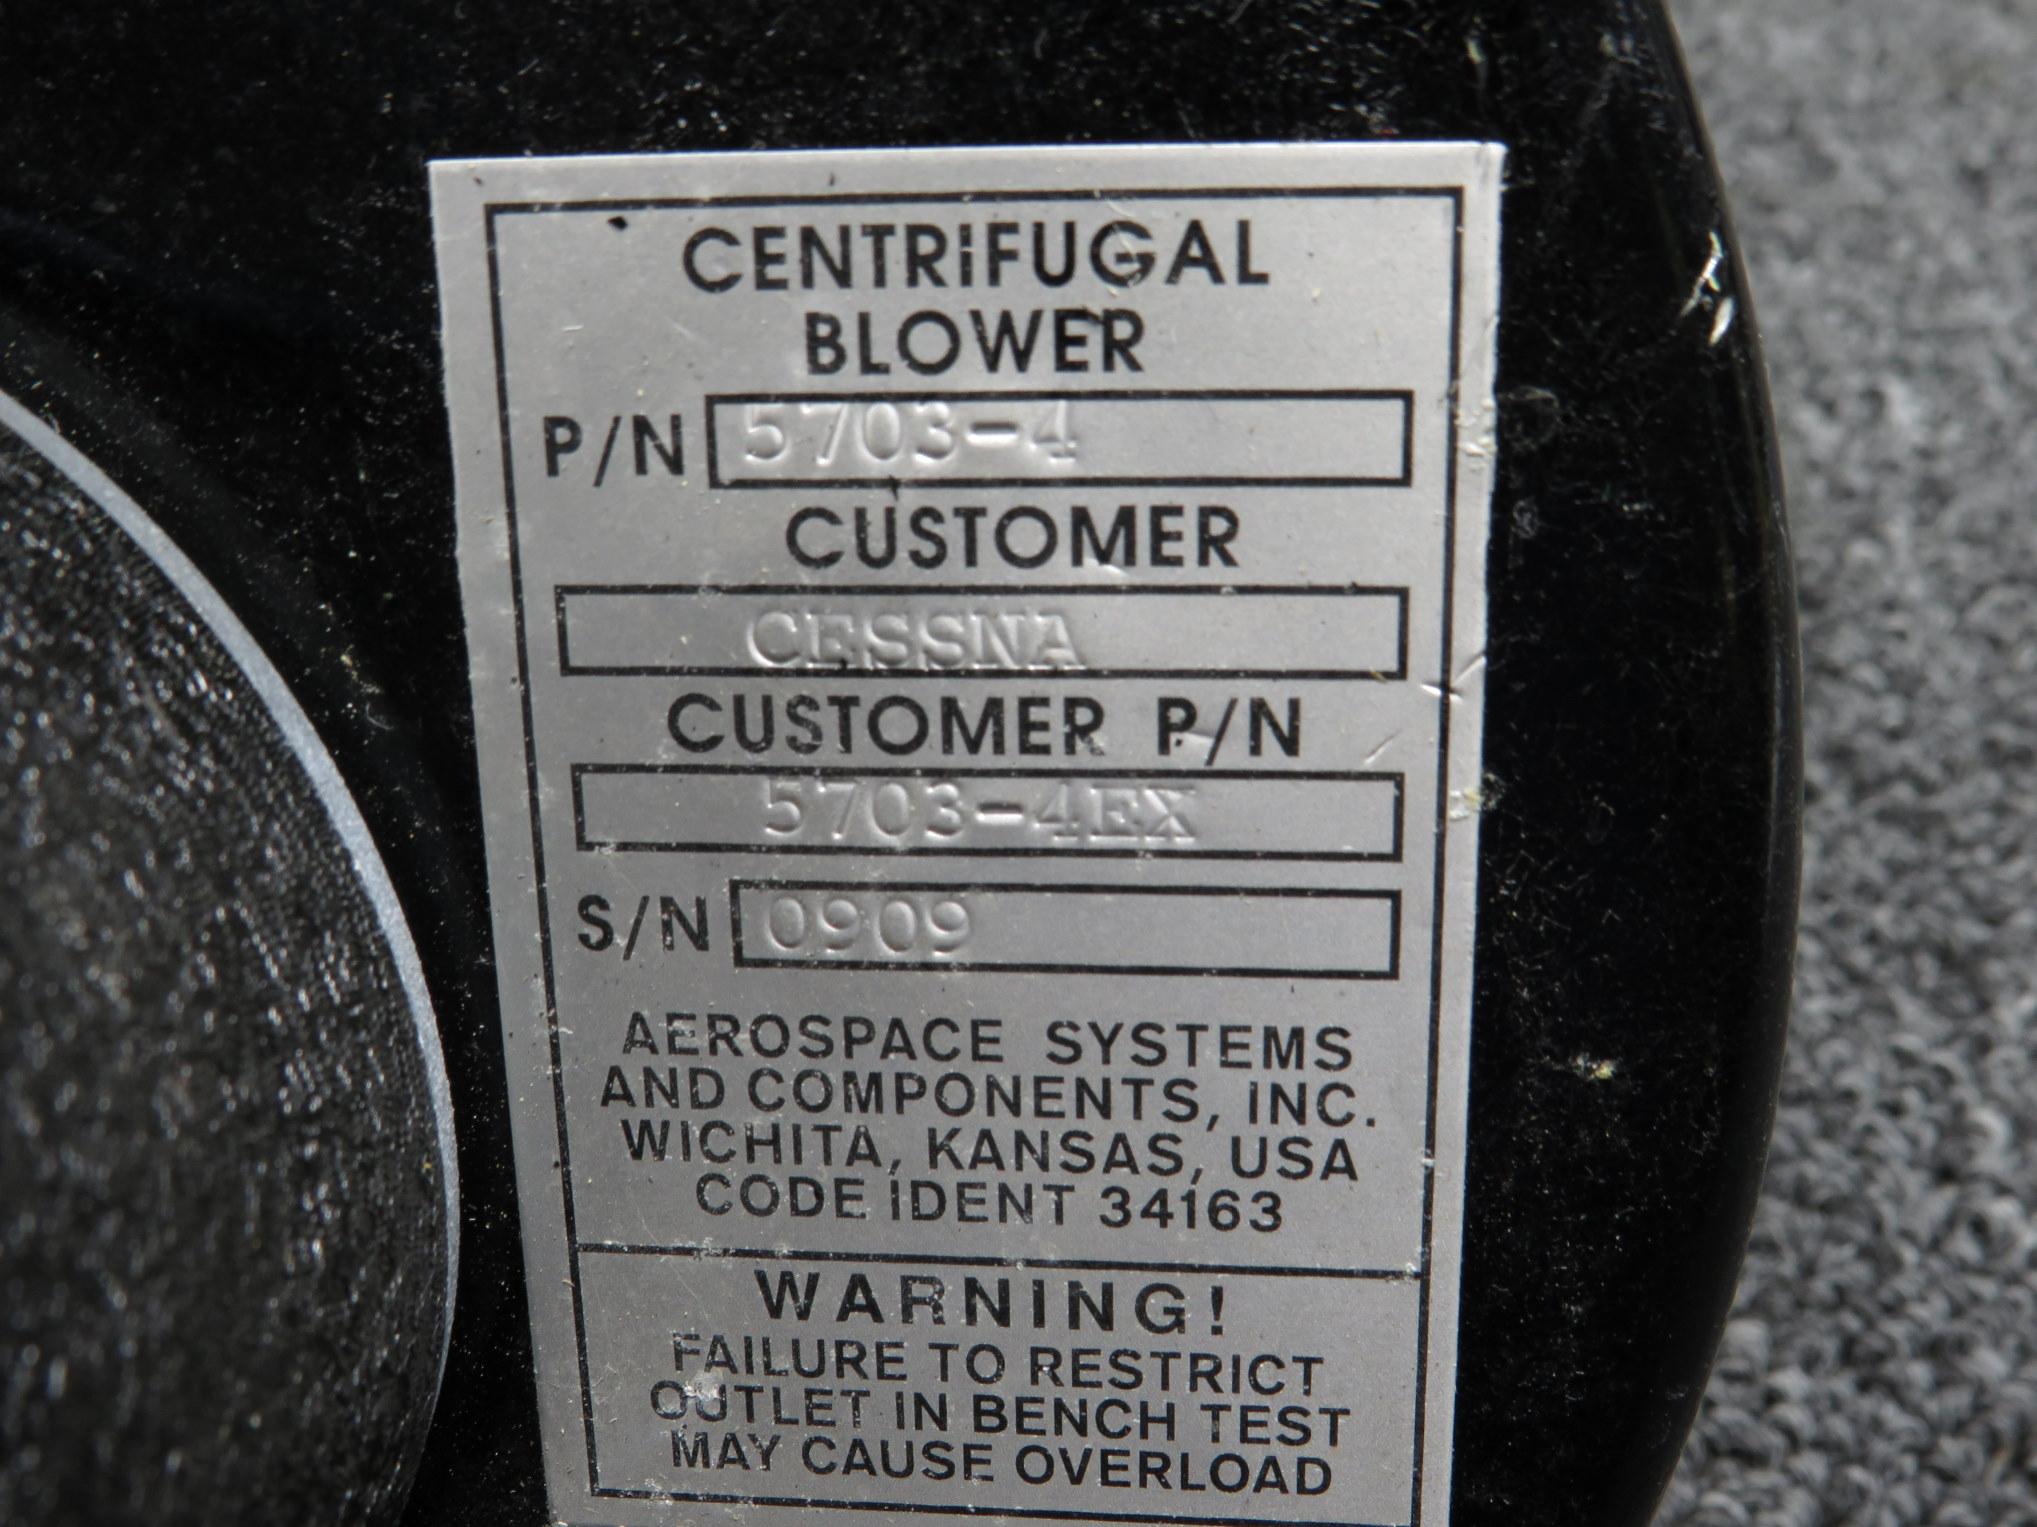 CENTRIFUGAL
BLOWER
P/N 5703-4
CUSTOMER
CESSNA
CUSTOMER P/N
5703-4EX
S/N 0909
AEROSPACE SYSTEMS
AND COMPONENTS, INC.
WICHITA, KANSAS, USA
CODE IDENT 34163
WARNING!
FAILURE TO RESTRICT
OUTLET IN BENCH TEST
MAY CAUSE OVERLOAD